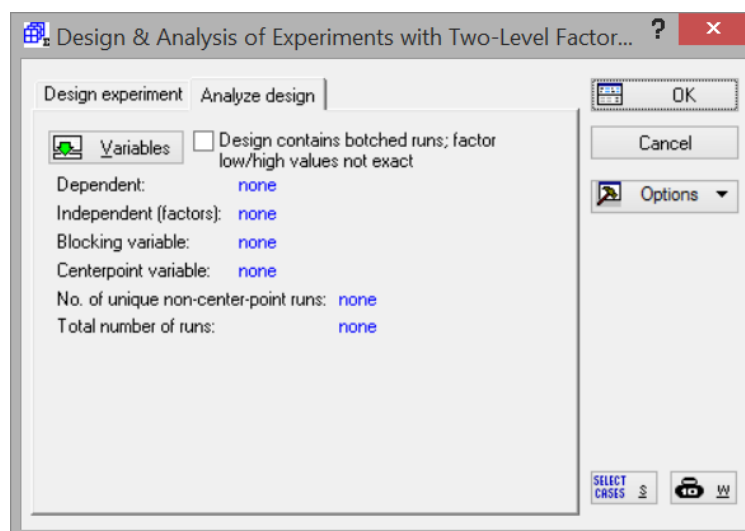 Design & Analysis of Experiments with Two-Level Factor... ?
Design experiment Analyze design
OK
Variables
Design contains botched runs; factor
low/high values not exact
Cancel
Dependent: none
Options
Independent (factors): none
Blocking variable: none
Centerpoint variable: none
No. of unique non-center-point runs: none
Total number of runs: none
SELECT
CASES S
W